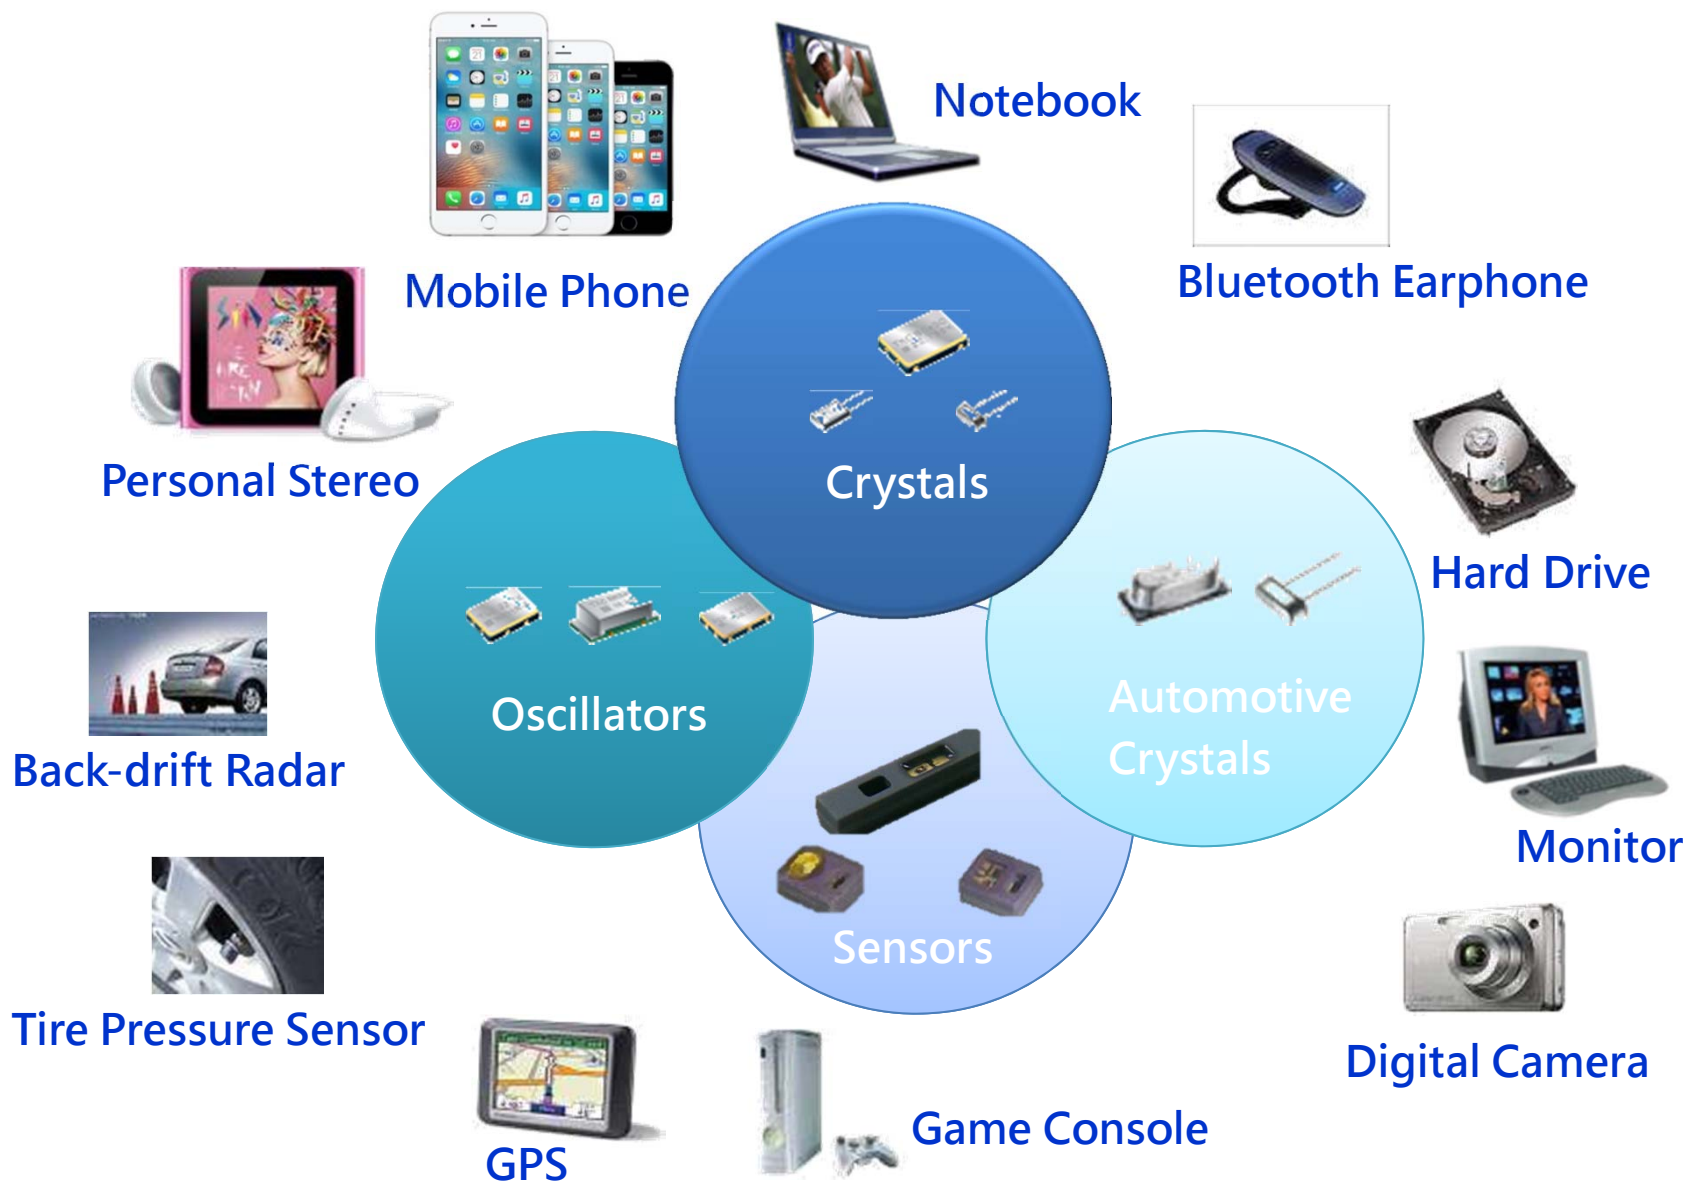 Notebook
Bluetooth Earphone
Mobile Phone
Personal Stereo
Crystals
Hard Drive
Oscillators
Automotive
Crystals
Back-drift Radar
Monitor
Sensors
Tire Pressure Sensor
Digital Camera
GPS
Game Console